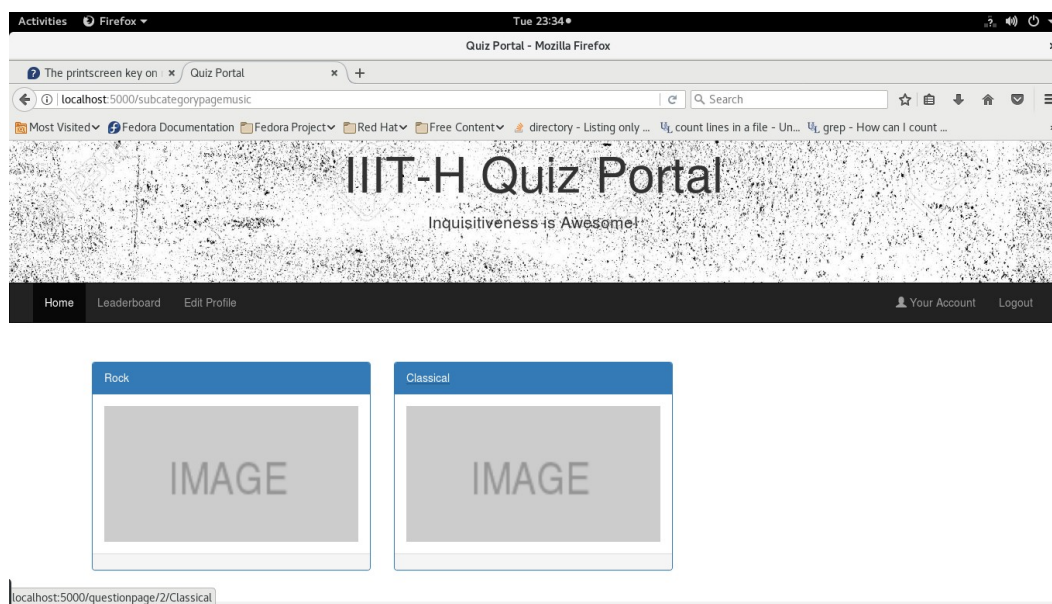 Activities Firefox Tue 23:34
Quiz Portal - Mozilla Firefox
The printscreen key on Quiz Portal
localhost:5000/subcategorypagemusic Search
Most Visited Fedora Documentation Fedora Project Red Hat Free Content directory - Listing only ... count lines in a file - Un... grep - How can I count ...
IIIT-H Quiz Portal
Inquisitiveness is Awesome!
Home Leaderboard Edit Profile Your Account Logout
Rock Classical
IMAGE IMAGE
localhost:5000/questionpage/2/Classical